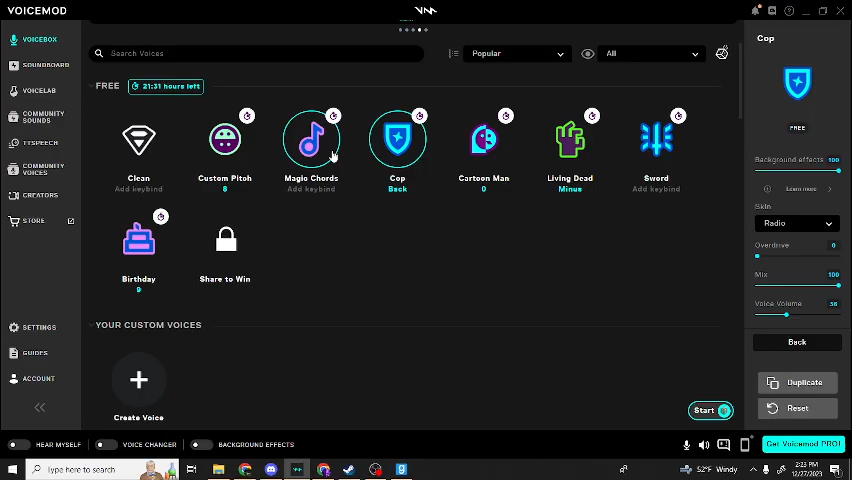 VOICEMOD
VOICEBOX
SOUNDBOARD
VOICELAB
COMMUNITY
SOUNDS
TTSPEECH
COMMUNITY
VOICES
CREATORS
STORE
SETTINGS
GUIDES
ACCOUNT
Search Voices
Popular
All
FREE
21:31 hours left
Clean
Add keybind
Custom Pitch
8
Magic Chords
Add keybind
Cop
Back
Cartoon Man
0
Living Dead
Minus
Sword
Add keybind
Birthday
9
Share to Win
YOUR CUSTOM VOICES
Create Voice
Start
Cop
FREE
Background effects 100
Learn more
Skin
Radio
Overdrive 0
Mix 100
Voice Volume 36
Back
Duplicate
Reset
HEAR MYSELF
VOICE CHANGER
BACKGROUND EFFECTS
Get Voicemod PRO!
Type here to search
52°F Windy
2:23 PM
12/27/2023